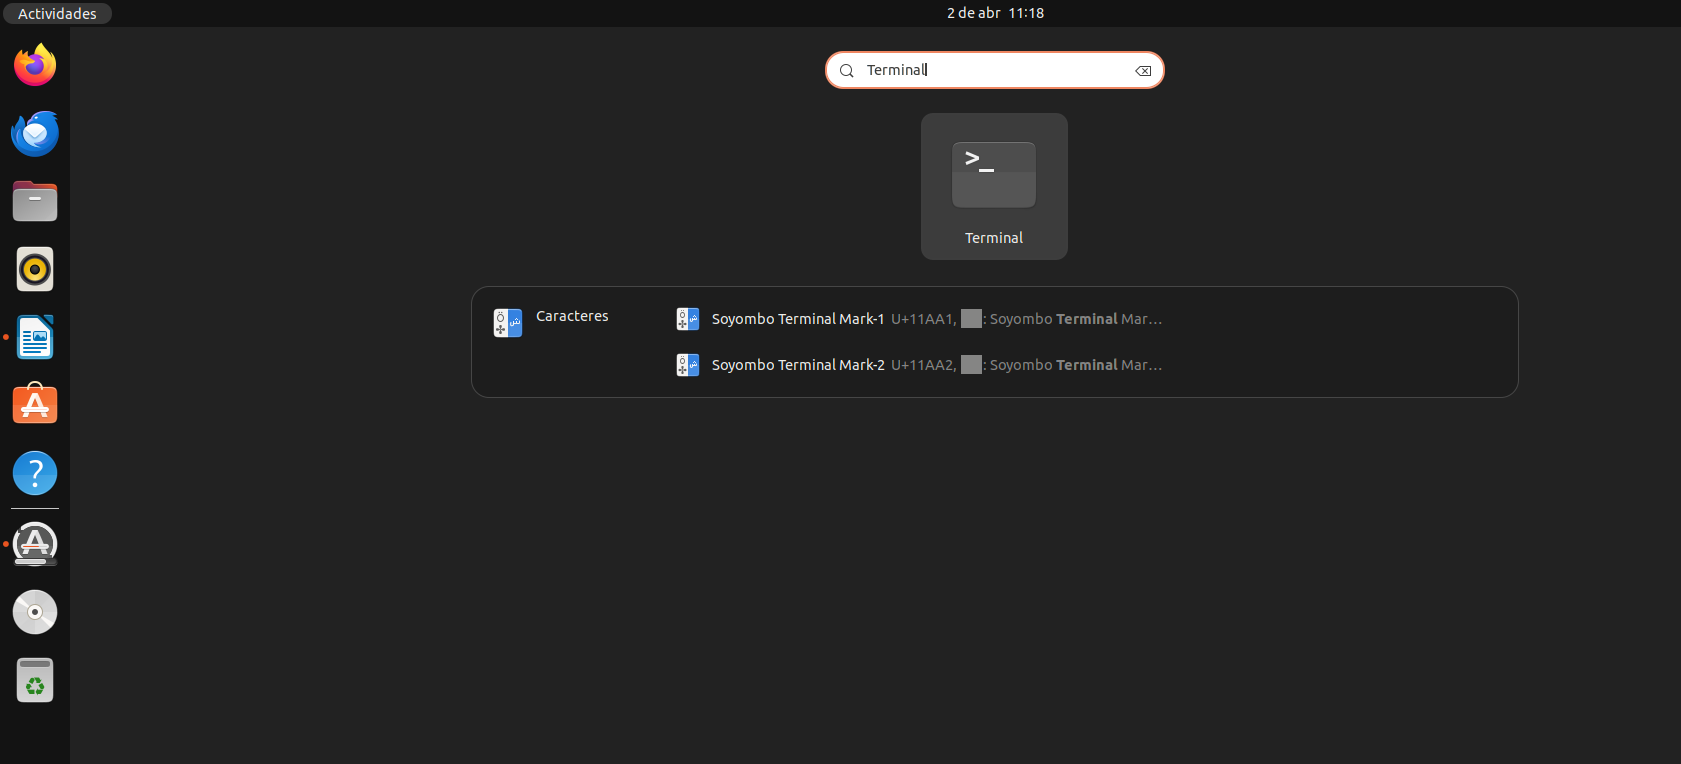 Actividades
2 de abr 11:18
Terminal
>_
Terminal
Caracteres
Soyombo Terminal Mark-1 U+11AA1, : Soyombo Terminal Mar…
Soyombo Terminal Mark-2 U+11AA2, : Soyombo Terminal Mar…